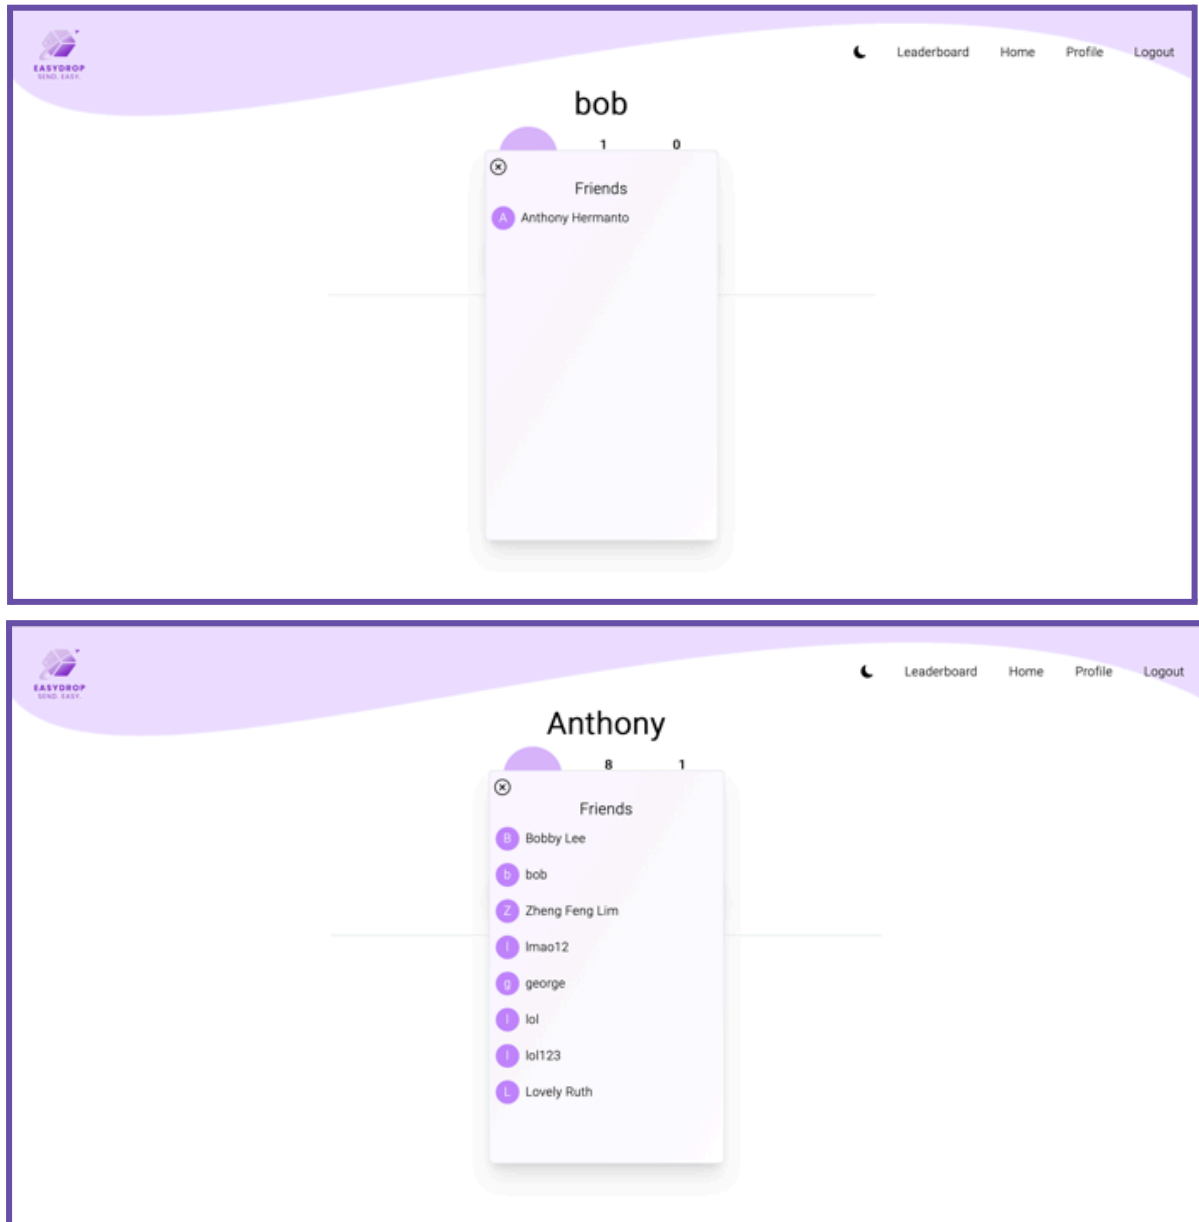 EASYDROP
SEND. EASY.
Leaderboard Home Profile Logout
bob
1 0
Friends
A Anthony Hermanto
EASYDROP
SEND. EASY.
Leaderboard Home Profile Logout
Anthony
8 1
Friends
B Bobby Lee
b bob
Z Zheng Feng Lim
l lmao12
g george
l lol
l lol123
L Lovely Ruth